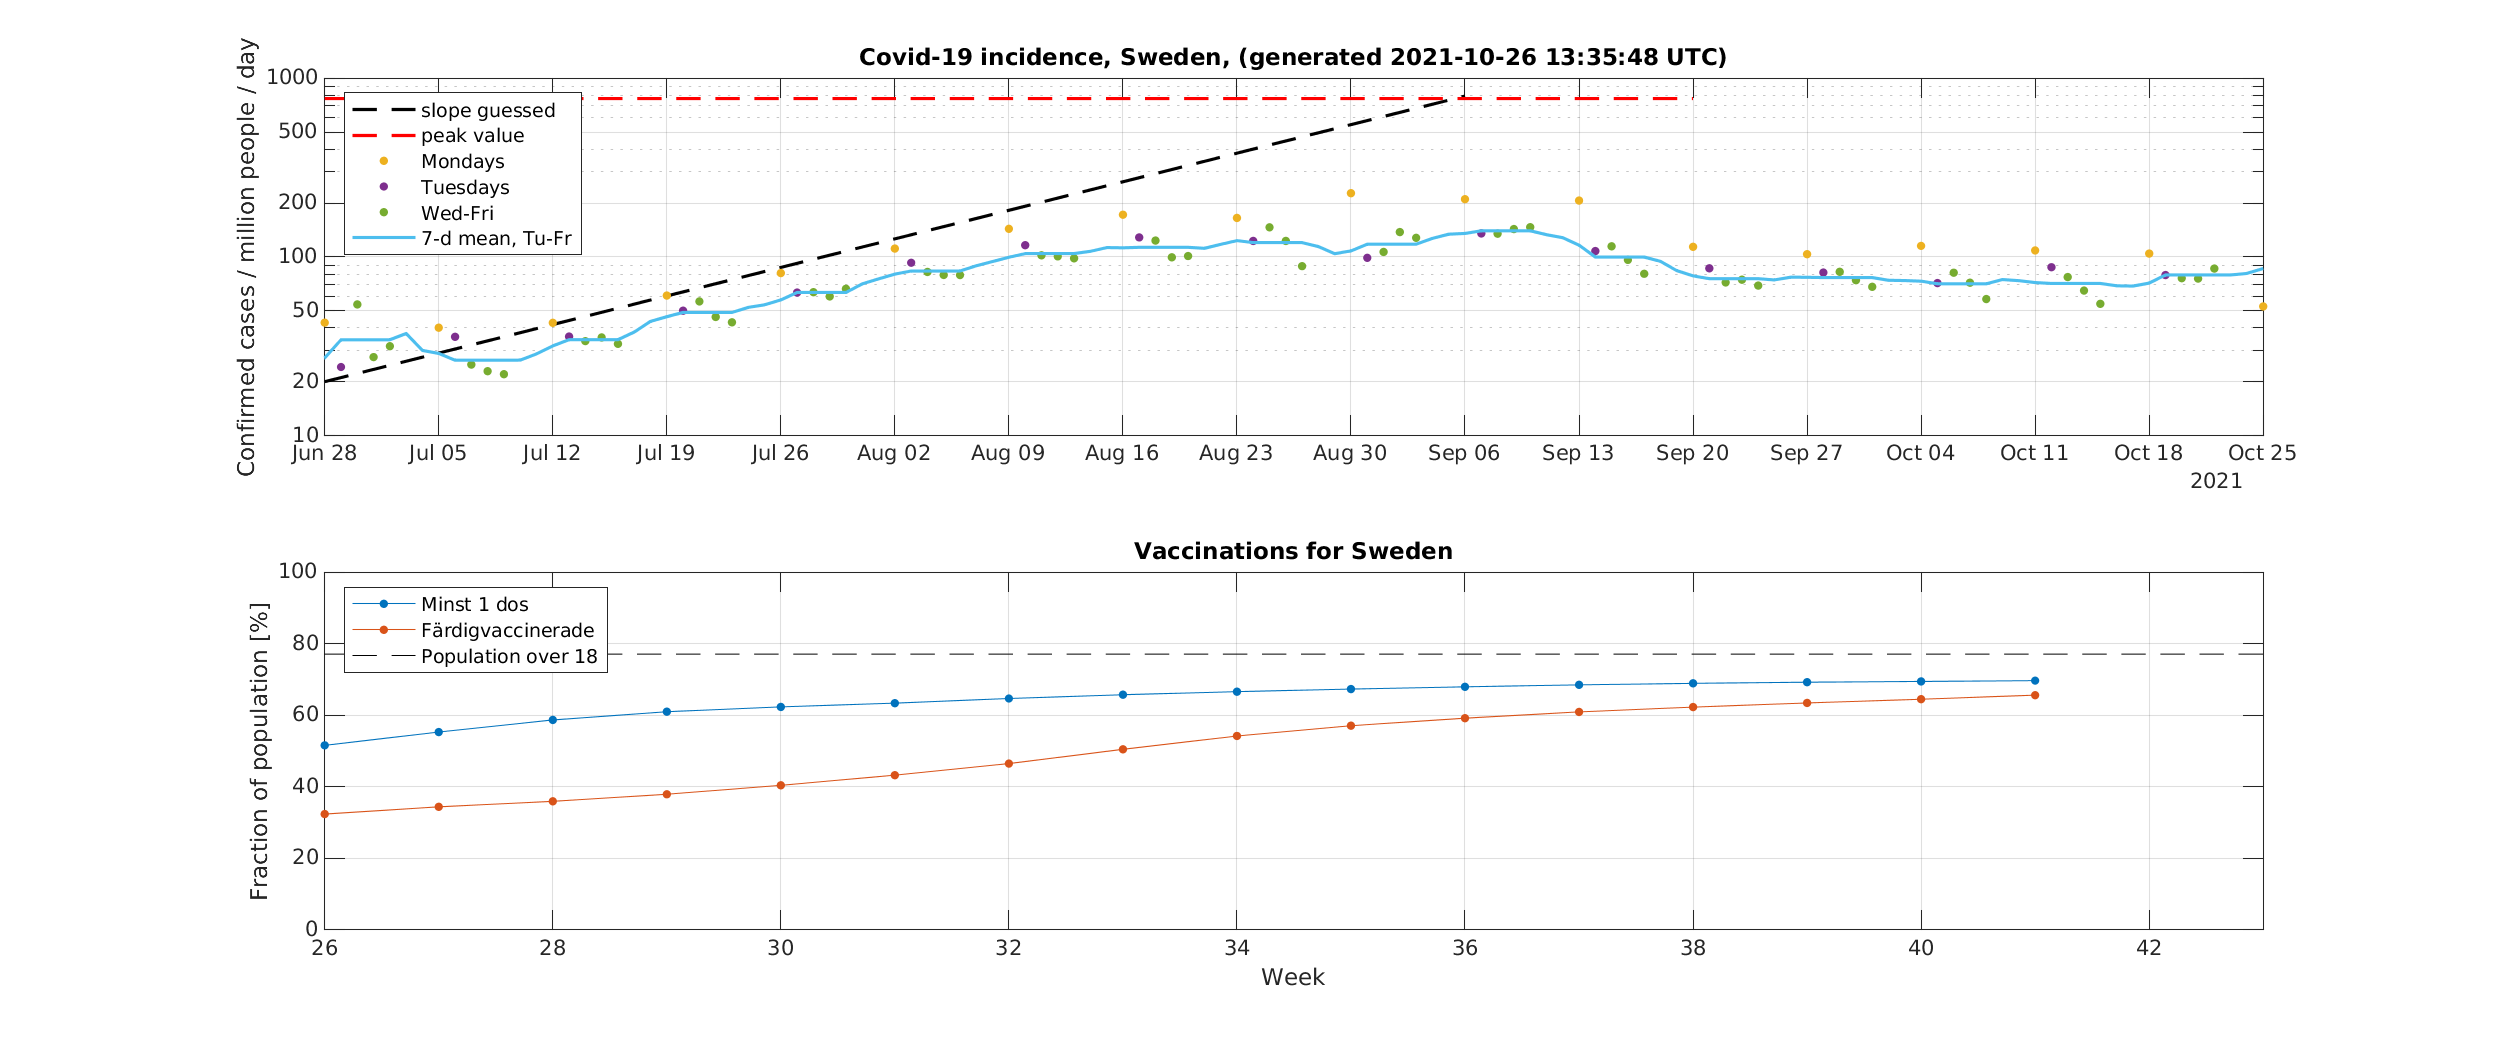 Covid-19 incidence, Sweden, (generated 2021-10-26 13:35:48 UTC)
Confirmed cases / million people / day
1000
500
200
100
50
20
10
slope guessed
peak value
Mondays
Tuesdays
Wed-Fri
7-d mean, Tu-Fr
Jun 28 Jul 05 Jul 12 Jul 19 Jul 26 Aug 02 Aug 09 Aug 16 Aug 23 Aug 30 Sep 06 Sep 13 Sep 20 Sep 27 Oct 04 Oct 11 Oct 18 Oct 25
2021
Vaccinations for Sweden
Fraction of population [%]
100
80
60
40
20
0
Minst 1 dos
Färdigvaccinerade
Population over 18
26 28 30 32 34 36 38 40 42
Week